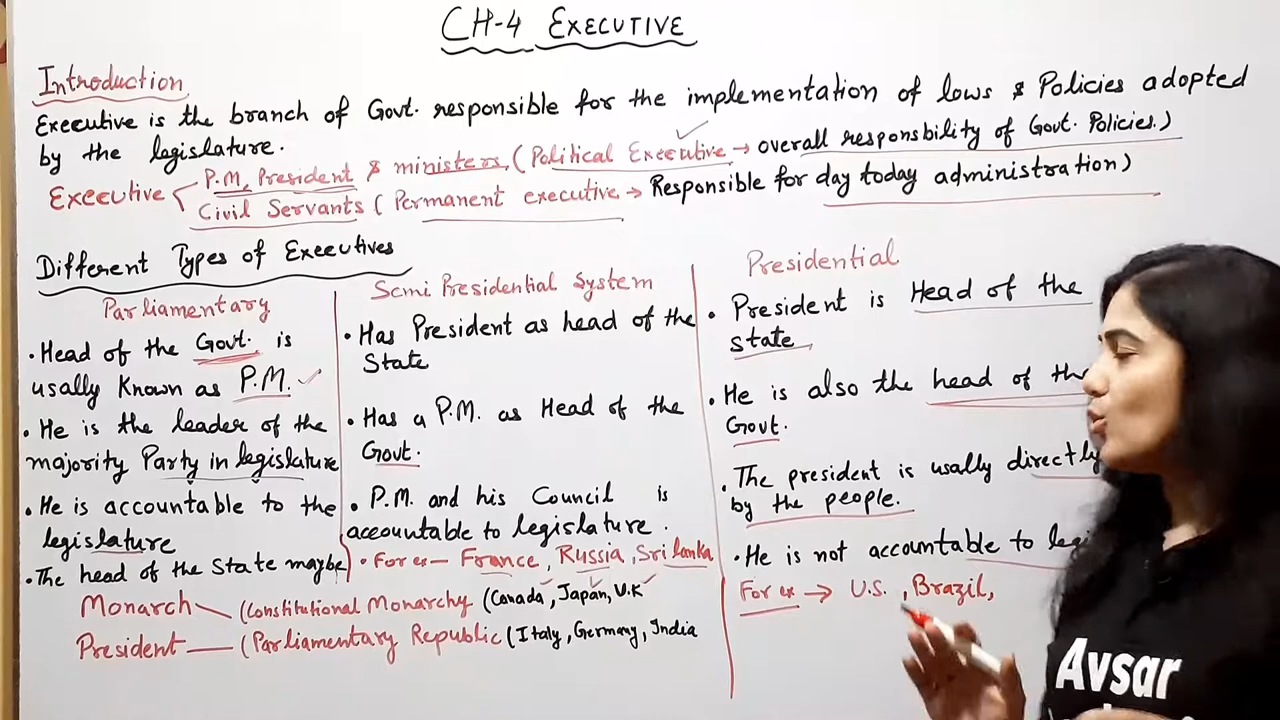 CH-4 EXECUTIVE
Introduction
Executive is the branch of Govt. responsible for the implementation of lows & Policies adopted
by the legislature.
Executive
P.M, President & ministers, (Political Executive → overall responsbility of Govt. Policies.)
Civil Servants ( Permanent executive → Responsible for day today administration)
Different Types of Executives
Parliamentary
• Head of the Govt. is
usally Known as P.M.
• He is the leader of the
majority Party in legislature
• He is accountable to the
legislature
• The head of the State maybe
Monarch — (Constitutional Monarchy (Canada, Japan, U.K
President — (Parliamentary Republic (Italy, Germany, India
Semi Presidential System
• Has President as head of the
State
• Has a P.M. as Head of the
Govt.
• P.M. and his Council is
accountable to legislature.
• For ex — France, Russia, Sri lanka
Presidential
• President is Head of the
state,
• He is also the head of the
Govt.
• The president is usally directly
by the people.
• He is not accountable to
For ex → U.S., Brazil,
Avsar